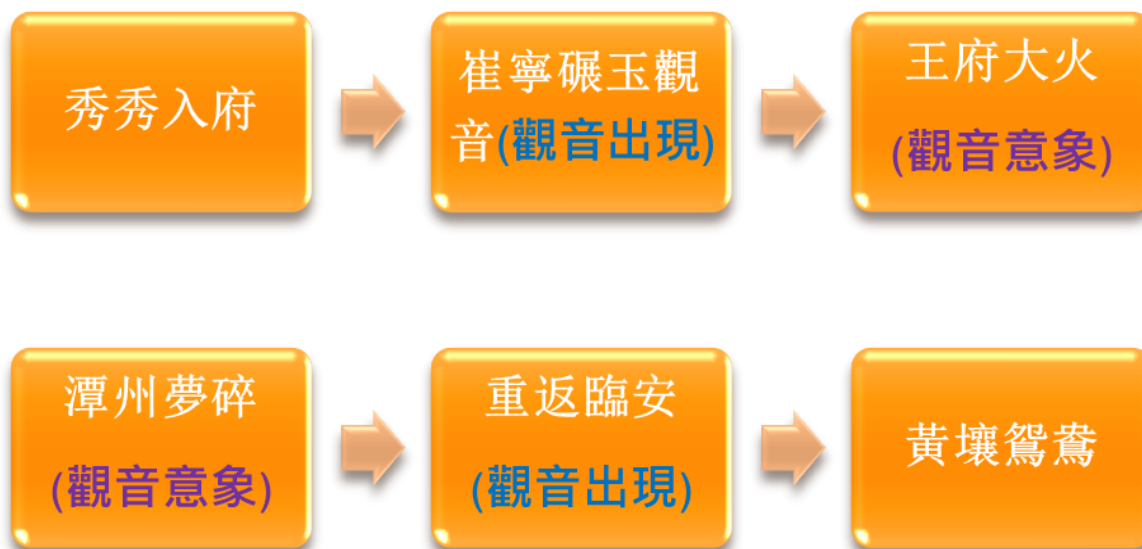 秀秀入府
崔寧碾玉觀
音(觀音出現)
王府大火
(觀音意象)
潭州夢碎
(觀音意象)
重返臨安
(觀音出現)
黃壤鴛鴦